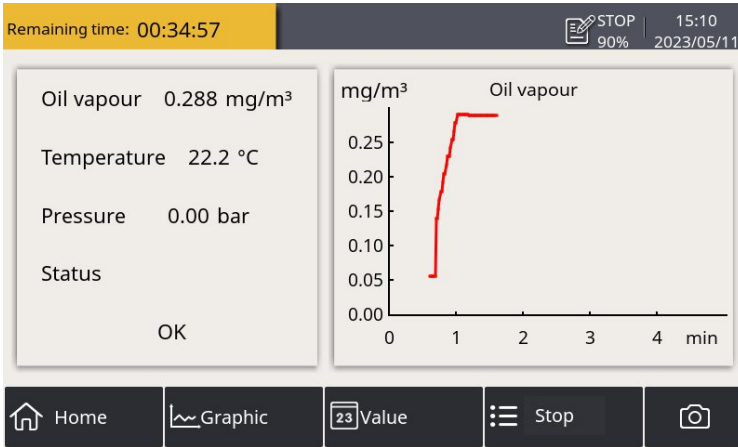 Remaining time: 00:34:57
STOP
90%
15:10
2023/05/11
Oil vapour 0.288 mg/m³
Temperature 22.2 °C
Pressure 0.00 bar
Status
OK
mg/m³ Oil vapour
0.25
0.20
0.15
0.10
0.05
0.00
0 1 2 3 4 min
Home Graphic 23 Value Stop